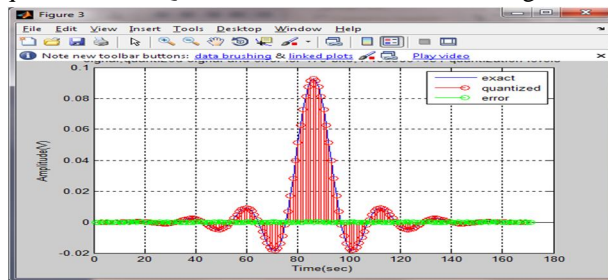 Figure 3
File Edit View Insert Tools Desktop Window Help
Note new toolbar buttons: data brushing & linked plots Play video
exact
quantized
error
0.1
0.08
0.06
0.04
0.02
0
-0.02
Amplitude(V)
0 20 40 60 80 100 120 140 160 180
Time(sec)